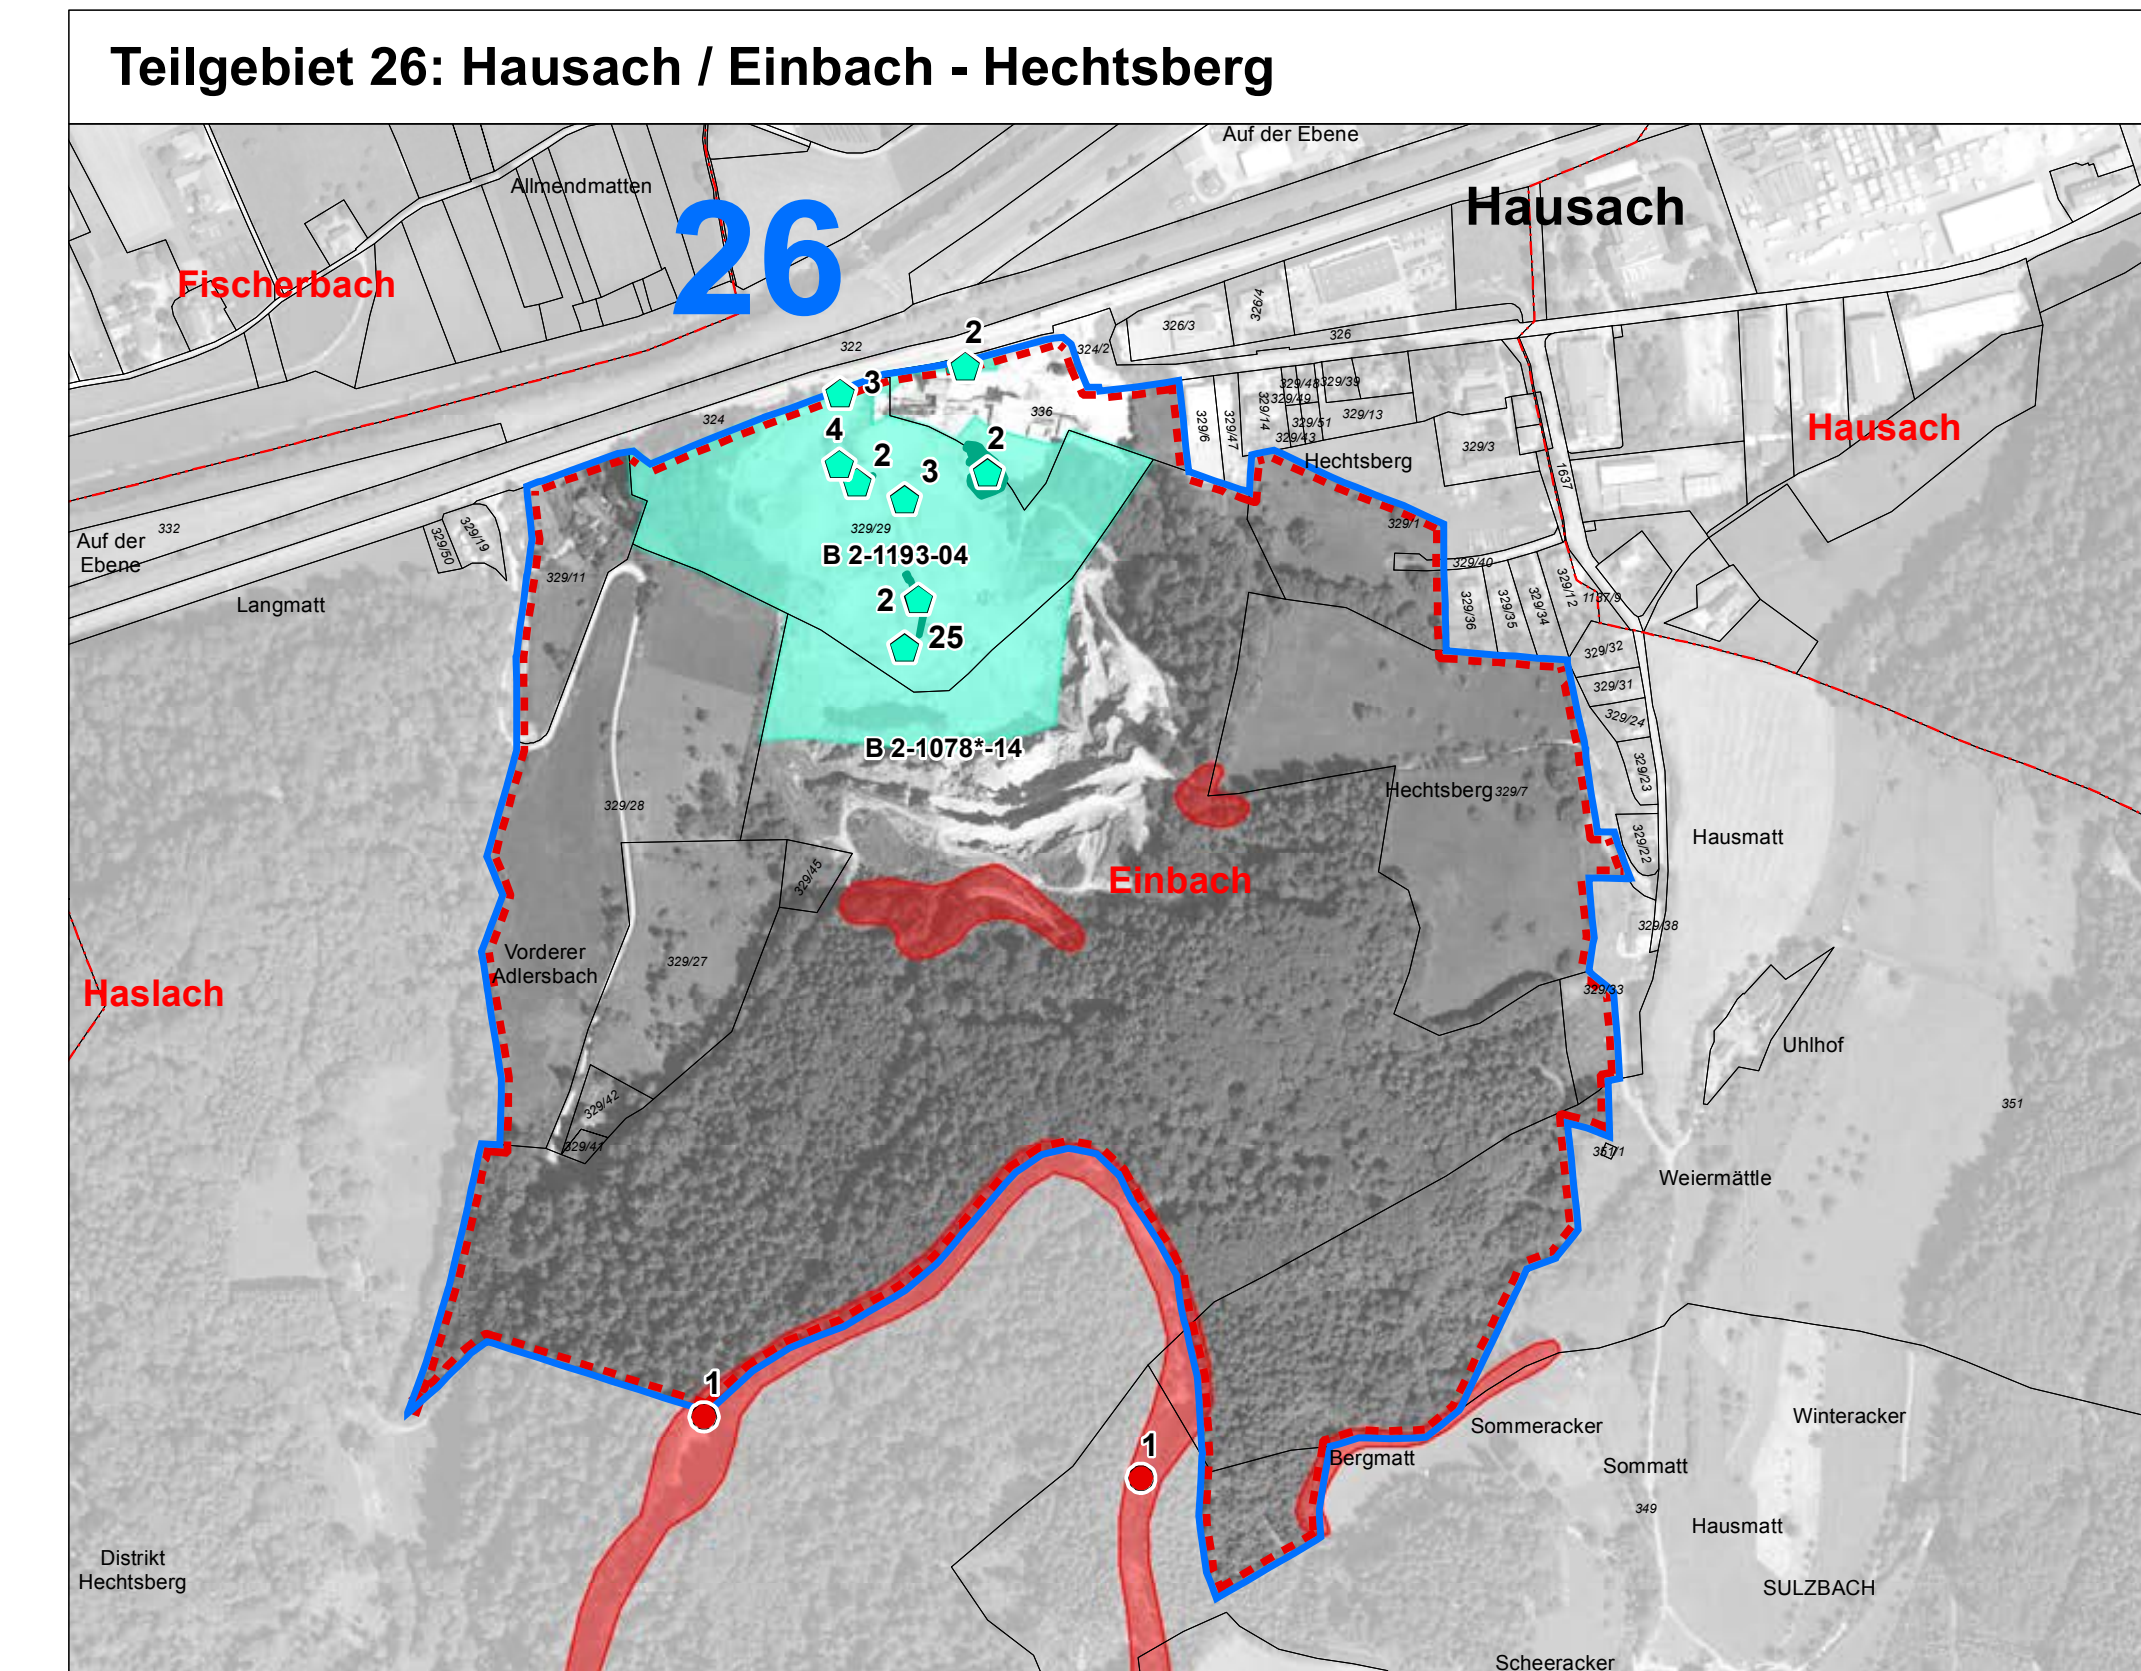 Teilgebiet 26: Hausach / Einbach - Hechtsberg
Auf der Ebene
Allmendmatten
Hausach
26
Fischerbach
326/4
326/3
326
322
2
324/2
3
329/48
329/39
329/49
336
329/6
329/47
329/14
329/13
324
4
329/51
329/43
Hausach
2
2
329/3
Hechtsberg
3
1637
332
329/50
329/19
329/29
329/1
Auf der
Ebene
B 2-1193-04
329/40
329/11
329/12
Langmatt
2
329/36
329/35
329/34
1187/9
25
329/32
329/31
329/24
B 2-1078*-14
329/23
Hechtsberg
329/7
329/28
Hausmatt
329/22
329/45
Einbach
329/38
Vorderer
Adlersbach
329/27
Haslach
329/33
Uhlhof
329/42
351
329/41
351/1
Weiermättle
1
Sommeracker
Winteracker
1
Bergmatt
Sommatt
349
Hausmatt
Distrikt
Hechtsberg
SULZBACH
Scheeracker